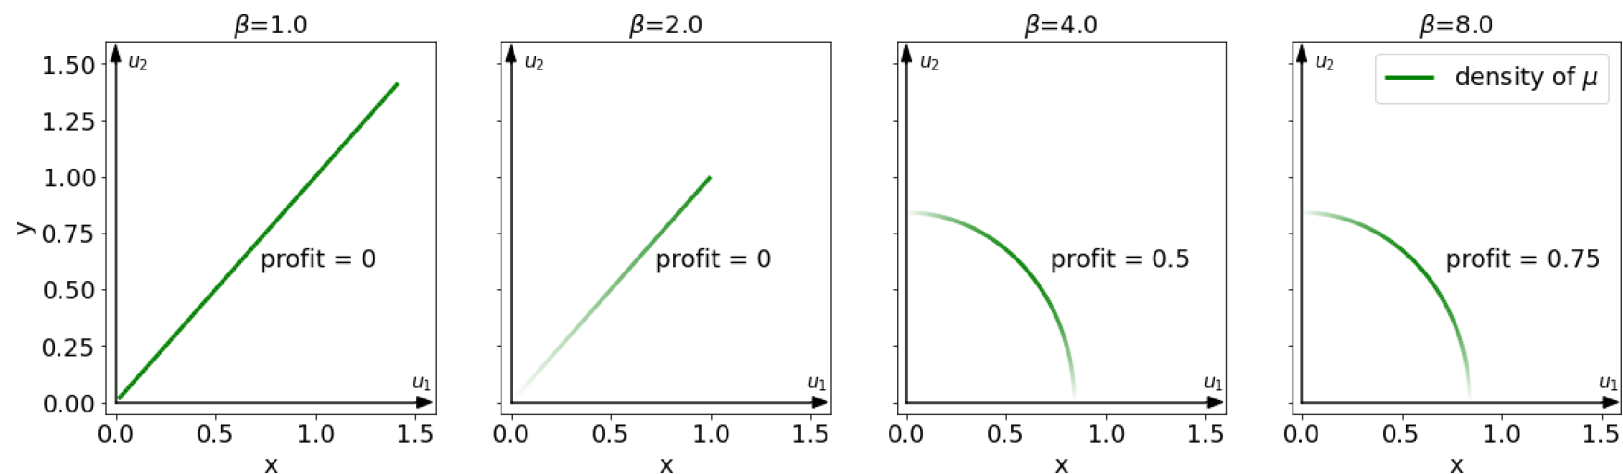 β=1.0
β=2.0
β=4.0
β=8.0
y
1.50
1.25
1.00
0.75
0.50
0.25
0.00
u2
profit = 0
u1
0.0 0.5 1.0 1.5
x
u2
profit = 0
u1
0.0 0.5 1.0 1.5
x
u2
profit = 0.5
u1
0.0 0.5 1.0 1.5
x
u2
density of μ
profit = 0.75
u1
0.0 0.5 1.0 1.5
x